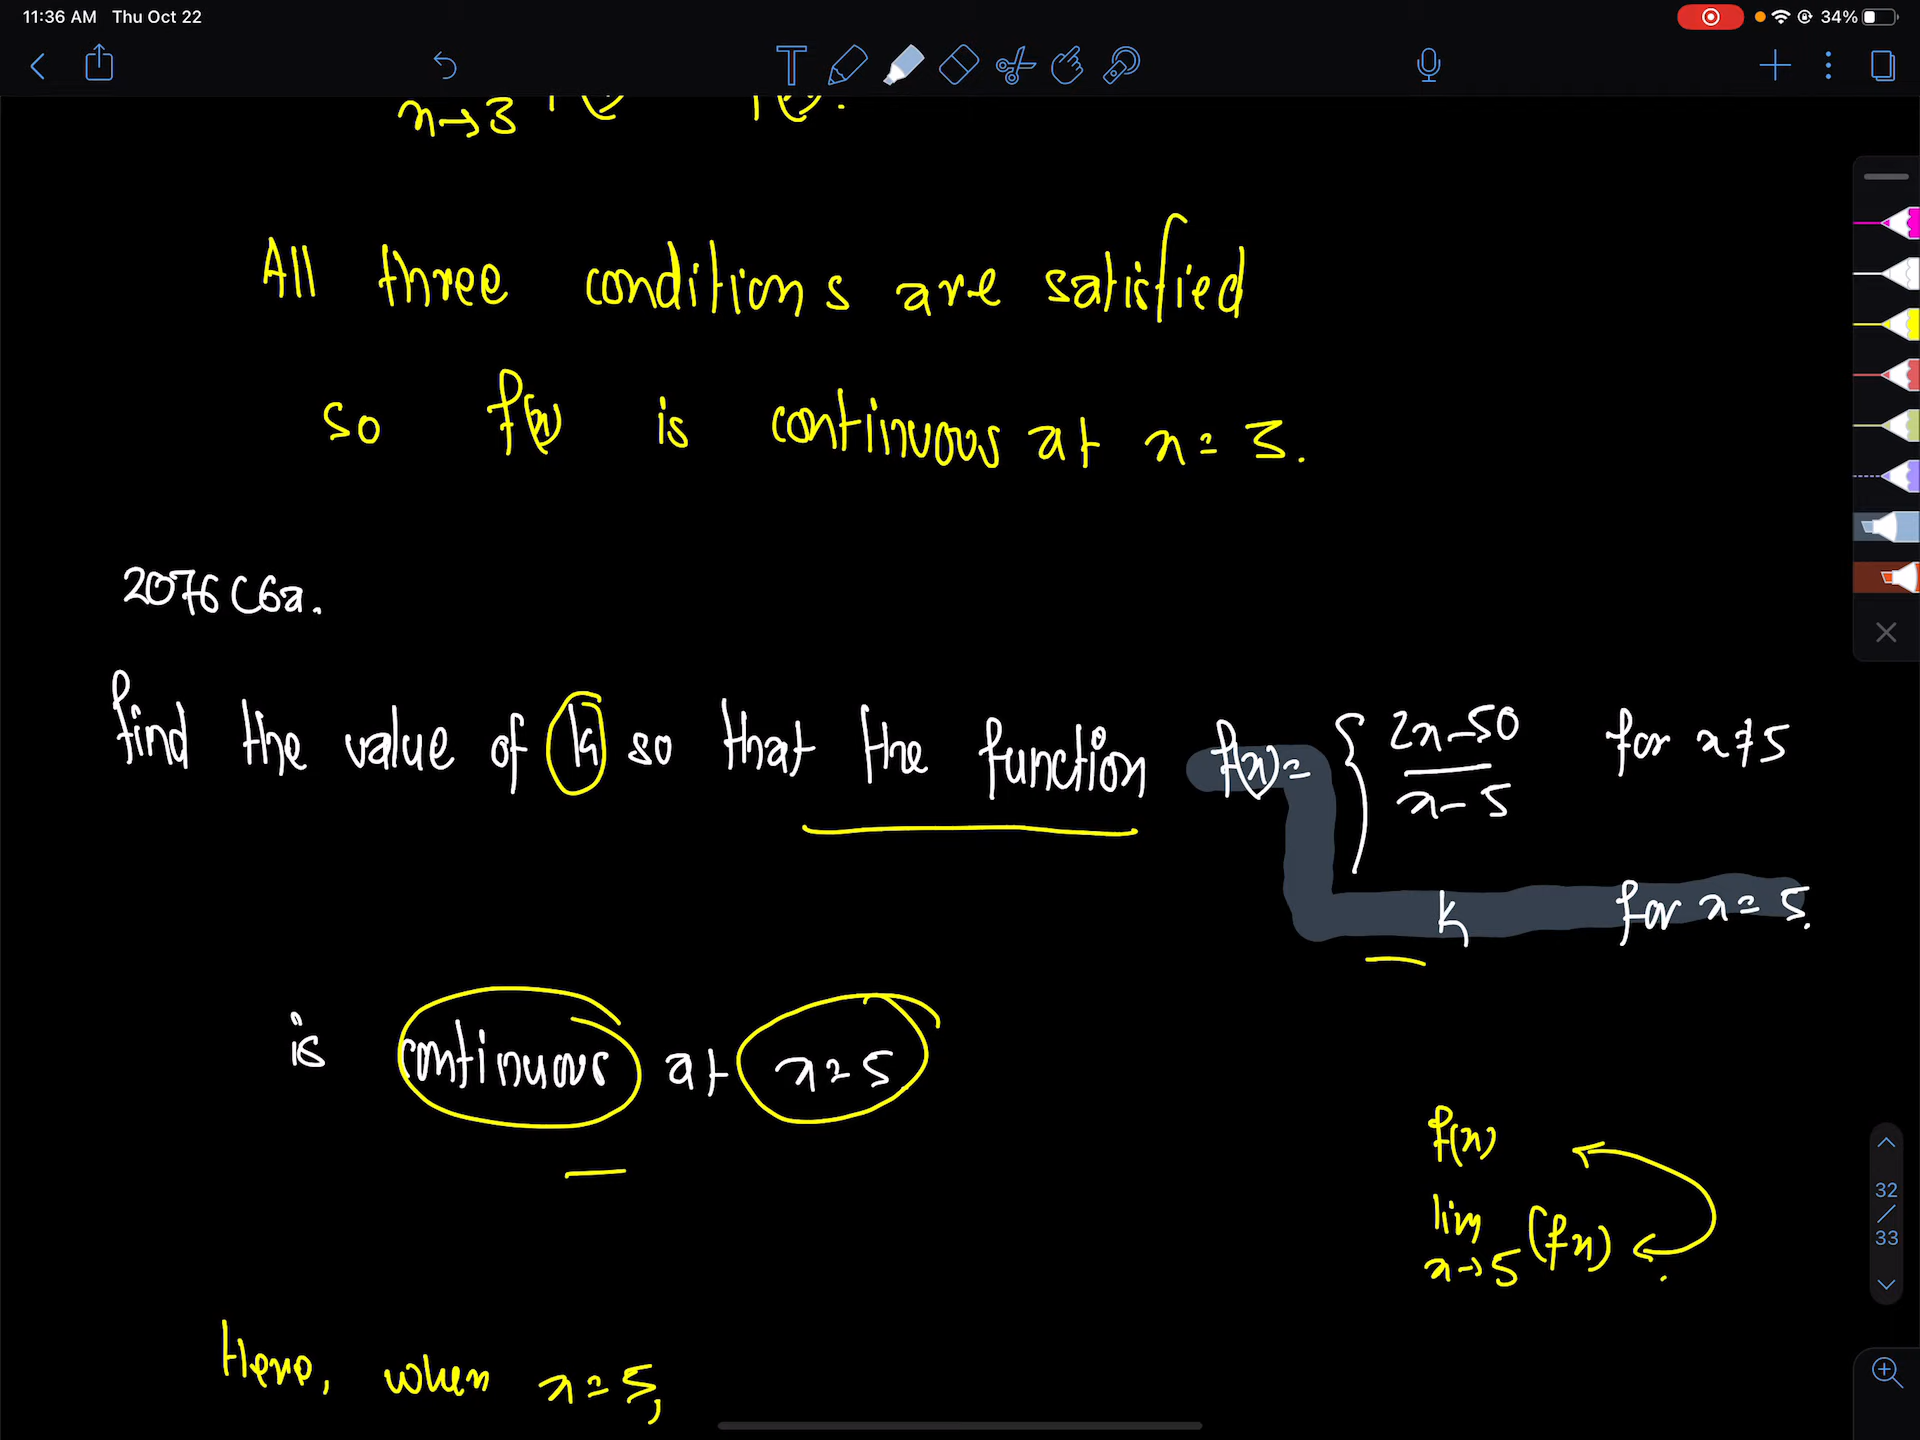 11:36 AM Thu Oct 22 34%
x→3
All three conditions are satisfied
so f(x) is continuous at x = 3.
2076 C6a.
find the value of k so that the function f(x) = { 2x-50 / x-5 for x≠5
k for x = 5.
is continuous at x = 5
f(x)
lim (fx)
x→5
32
/
33
Here, when x = 5,